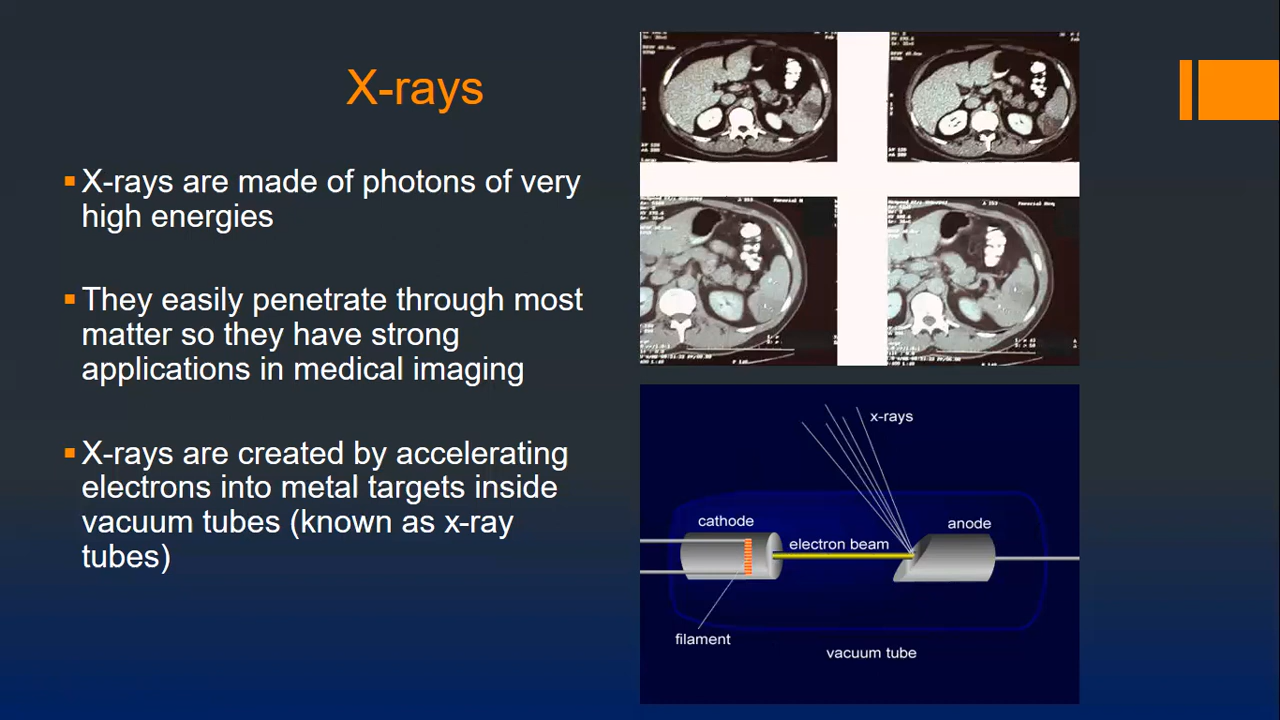 X-rays
X-rays are made of photons of very
high energies
They easily penetrate through most
matter so they have strong
applications in medical imaging
X-rays are created by accelerating
electrons into metal targets inside
vacuum tubes (known as x-ray
tubes)
x-rays
cathode
anode
electron beam
filament
vacuum tube